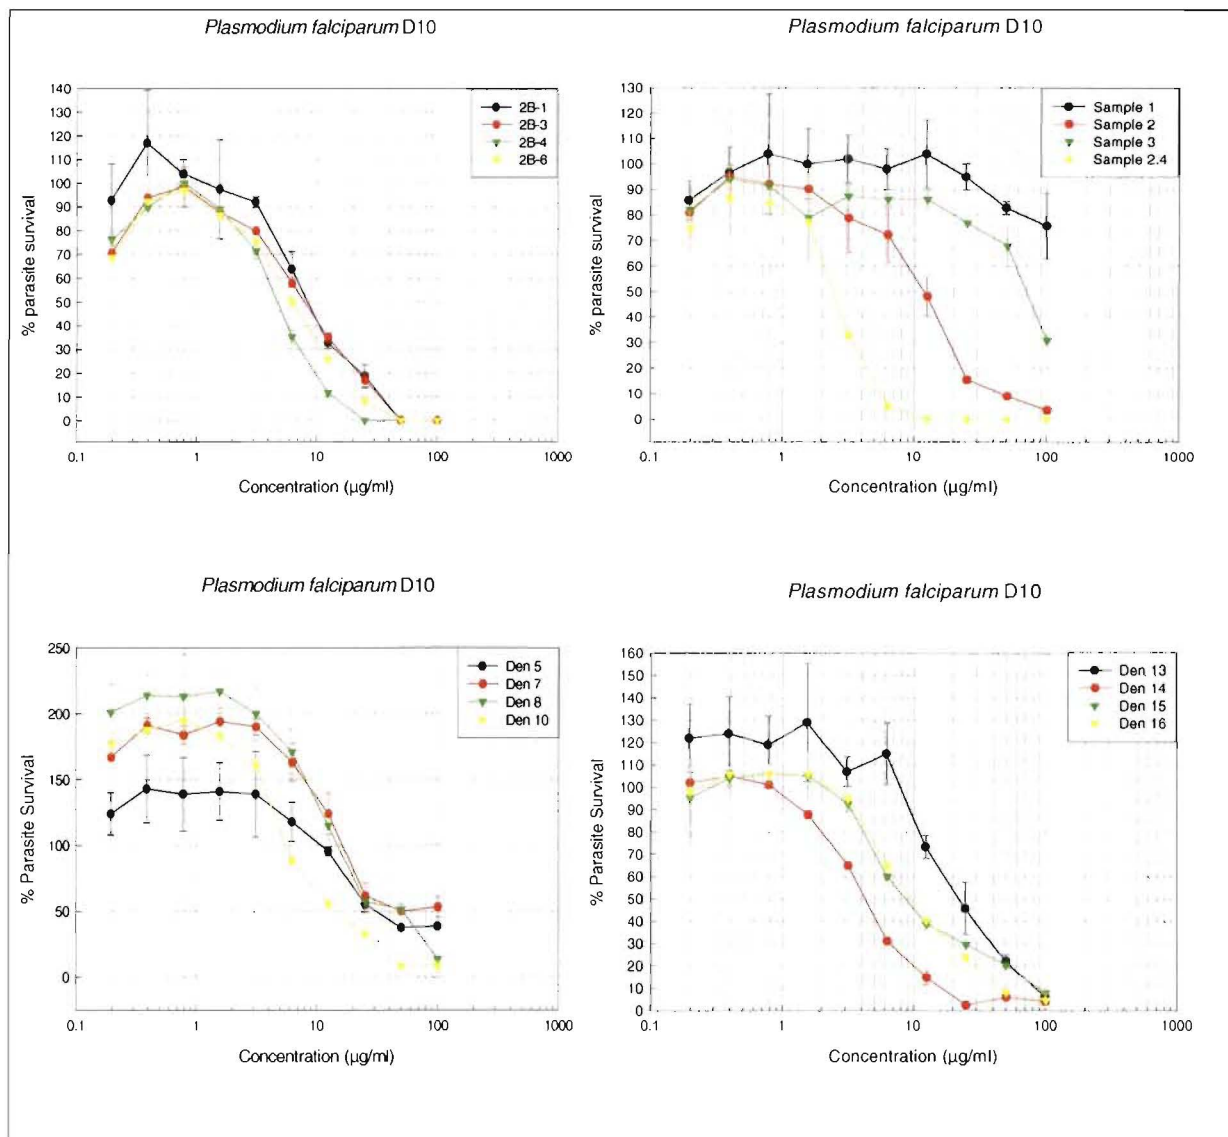 Plasmodium falciparum D10
140
130
120
110
100
90
80
70
60
50
40
30
20
10
0
% parasite survival
2B-1
2B-3
2B-4
2B-6
0.1
1
10
100
1000
Concentration (µg/ml)
Plasmodium falciparum D10
130
120
110
100
90
80
70
60
50
40
30
20
10
0
% parasite survival
Sample 1
Sample 2
Sample 3
Sample 2.4
0.1
1
10
100
1000
Concentration (µg/ml)
Plasmodium falciparum D10
250
200
150
100
50
0
% Parasite Survival
Den 5
Den 7
Den 8
Den 10
0.1
1
10
100
1000
Concentration (µg/ml)
Plasmodium falciparum D10
160
150
140
130
120
110
100
90
80
70
60
50
40
30
20
10
0
% Parasite Survival
Den 13
Den 14
Den 15
Den 16
0.1
1
10
100
1000
Concentration (µg/ml)